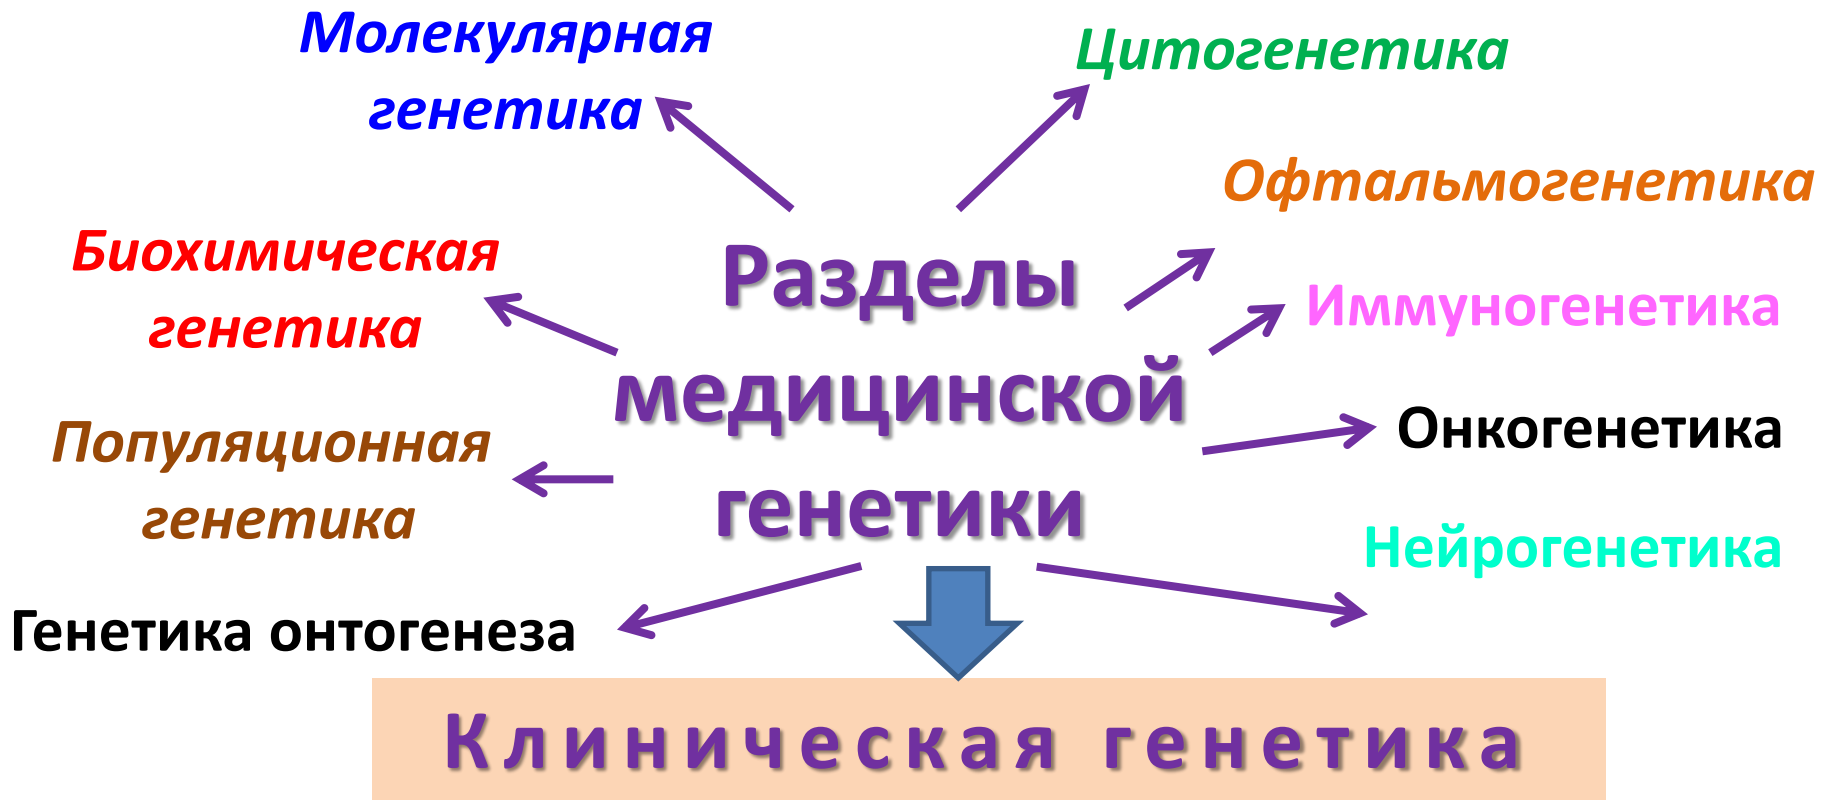 Молекулярная
генетика
Цитогенетика
Офтальмогенетика
Биохимическая
генетика
Разделы
медицинской
генетики
Иммуногенетика
Онкогенетика
Популяционная
генетика
Нейрогенетика
Генетика онтогенеза
Клиническая генетика